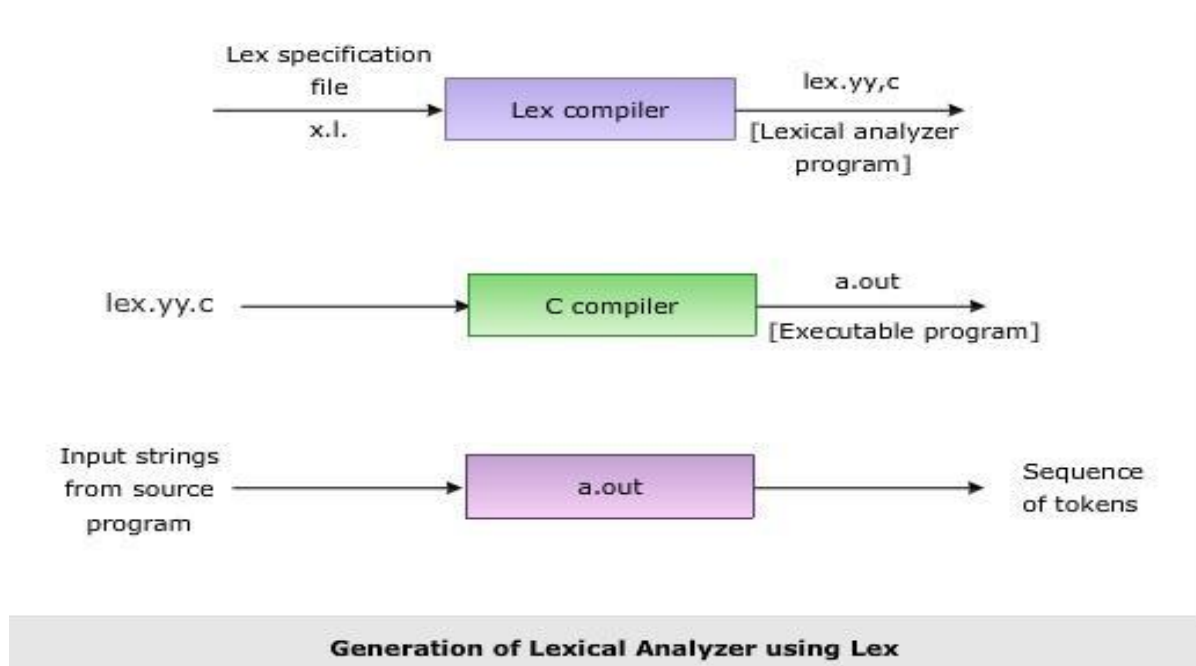 Lex specification
file
x.l.
Lex compiler
lex.yy,c
[Lexical analyzer
program]
lex.yy.c
C compiler
a.out
[Executable program]
Input strings
from source
program
a.out
Sequence
of tokens
Generation of Lexical Analyzer using Lex